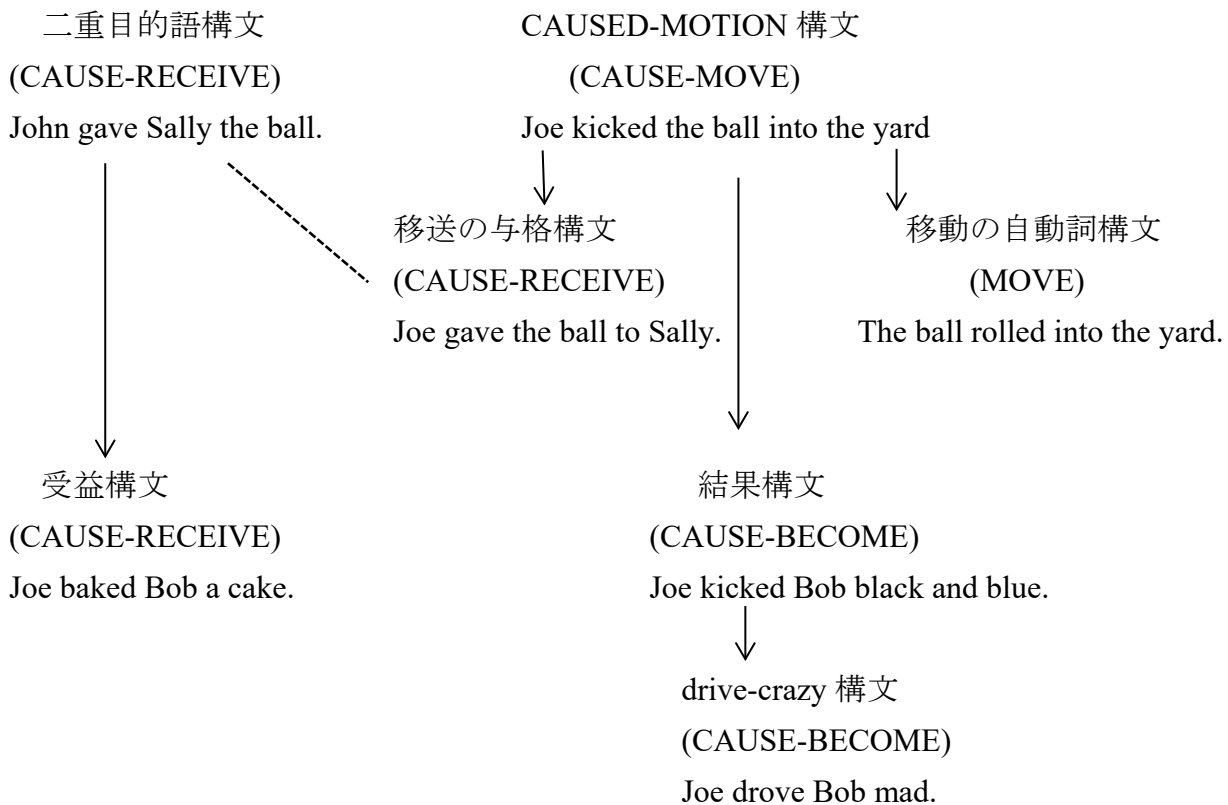 二重目的語構文
CAUSED-MOTION 構文
(CAUSE-RECEIVE)
(CAUSE-MOVE)
John gave Sally the ball.
Joe kicked the ball into the yard
移送の与格構文
移動の自動詞構文
(CAUSE-RECEIVE)
(MOVE)
Joe gave the ball to Sally.
The ball rolled into the yard.
受益構文
結果構文
(CAUSE-RECEIVE)
(CAUSE-BECOME)
Joe baked Bob a cake.
Joe kicked Bob black and blue.
drive-crazy 構文
(CAUSE-BECOME)
Joe drove Bob mad.